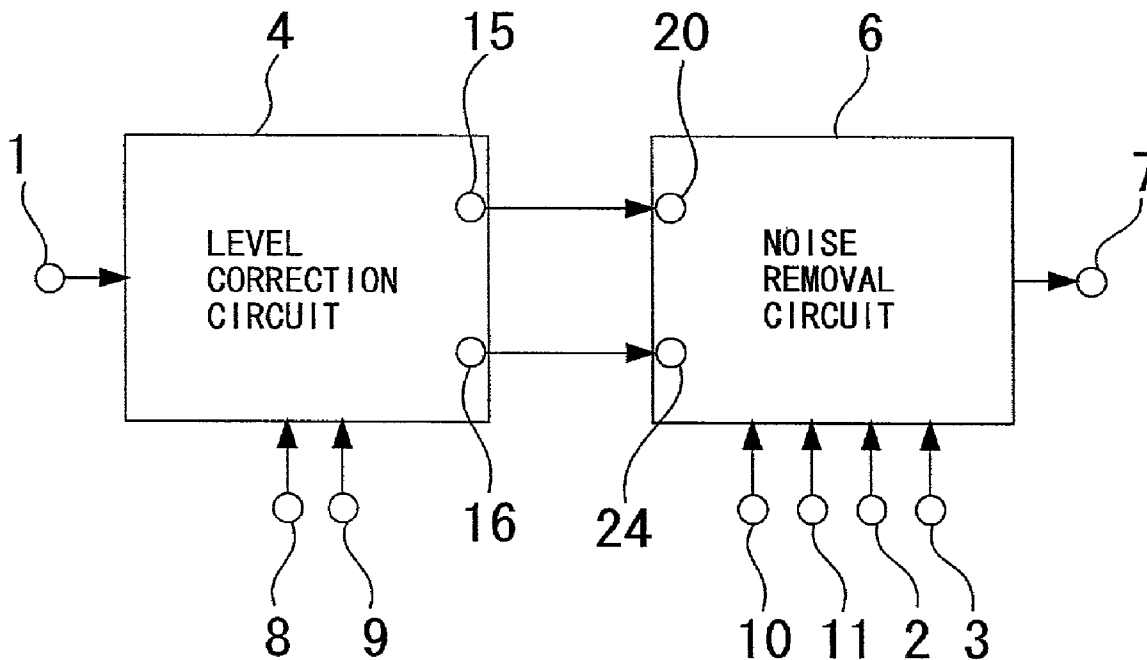 4
15
20
6
1
7
LEVEL
CORRECTION
CIRCUIT
NOISE
REMOVAL
CIRCUIT
16
24
8
9
10
11
2
3